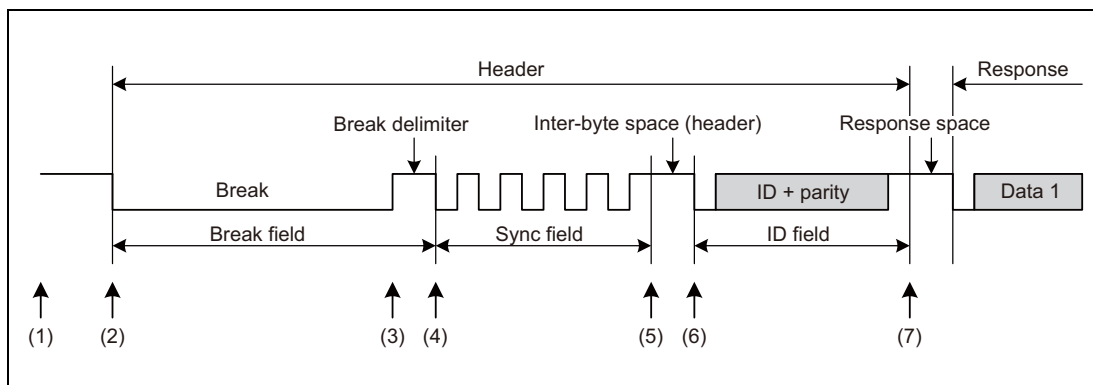 Header
Response
Break delimiter
Inter-byte space (header)
Response space
Break
ID + parity
Data 1
Break field
Sync field
ID field
(1)
(2)
(3)
(4)
(5)
(6)
(7)